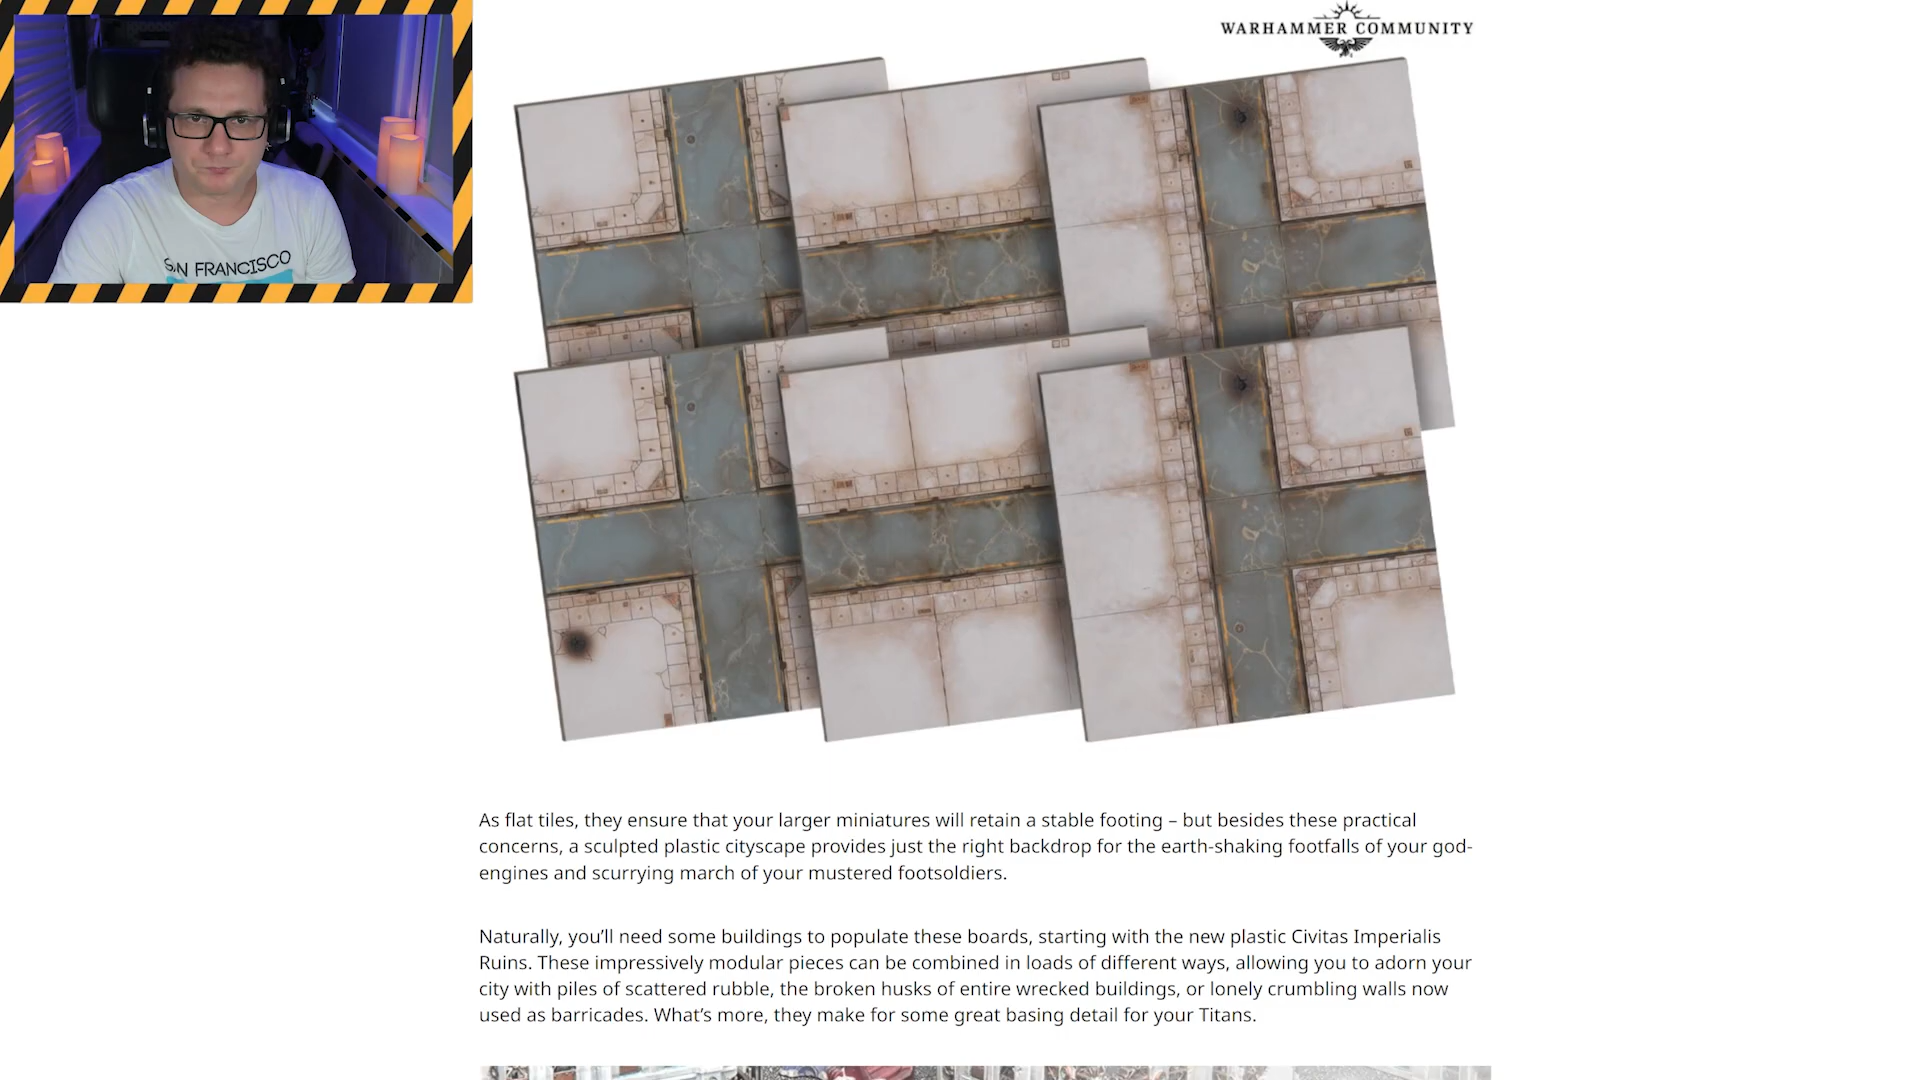 WARHAMMER COMMUNITY
SAN FRANCISCO
As flat tiles, they ensure that your larger miniatures will retain a stable footing – but besides these practical
concerns, a sculpted plastic cityscape provides just the right backdrop for the earth-shaking footfalls of your god-
engines and scurrying march of your mustered footsoldiers.
Naturally, you’ll need some buildings to populate these boards, starting with the new plastic Civitas Imperialis
Ruins. These impressively modular pieces can be combined in loads of different ways, allowing you to adorn your
city with piles of scattered rubble, the broken husks of entire wrecked buildings, or lonely crumbling walls now
used as barricades. What’s more, they make for some great basing detail for your Titans.